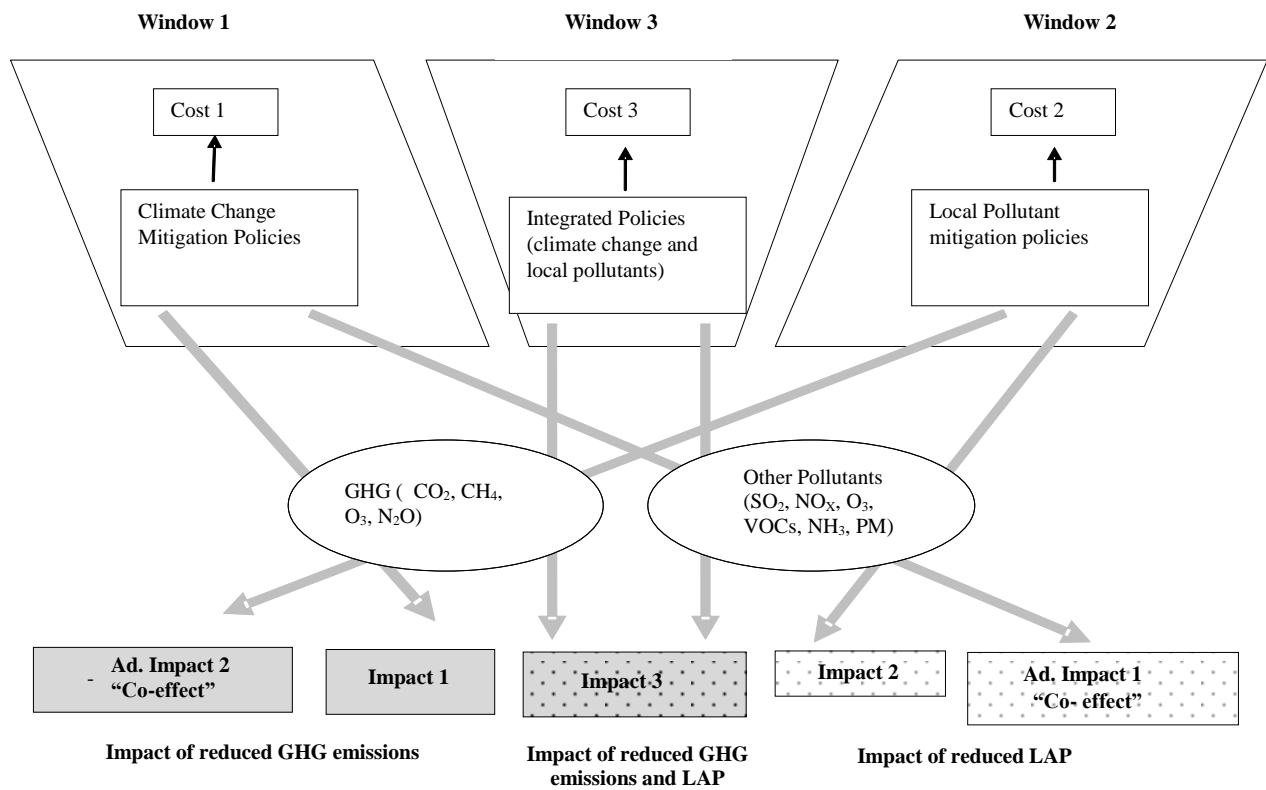 Window 1
Window 3
Window 2
Cost 1
Cost 3
Cost 2
Climate Change
Mitigation Policies
Integrated Policies
(climate change and
local pollutants)
Local Pollutant
mitigation policies
GHG ( CO₂, CH₄,
O₃, N₂O)
Other Pollutants
(SO₂, NOₓ, O₃,
VOCs, NH₃, PM)
- Ad. Impact 2
“Co-effect”
Impact 1
Impact 3
Impact 2
Ad. Impact 1
“Co- effect”
Impact of reduced GHG emissions
Impact of reduced GHG
emissions and LAP
Impact of reduced LAP